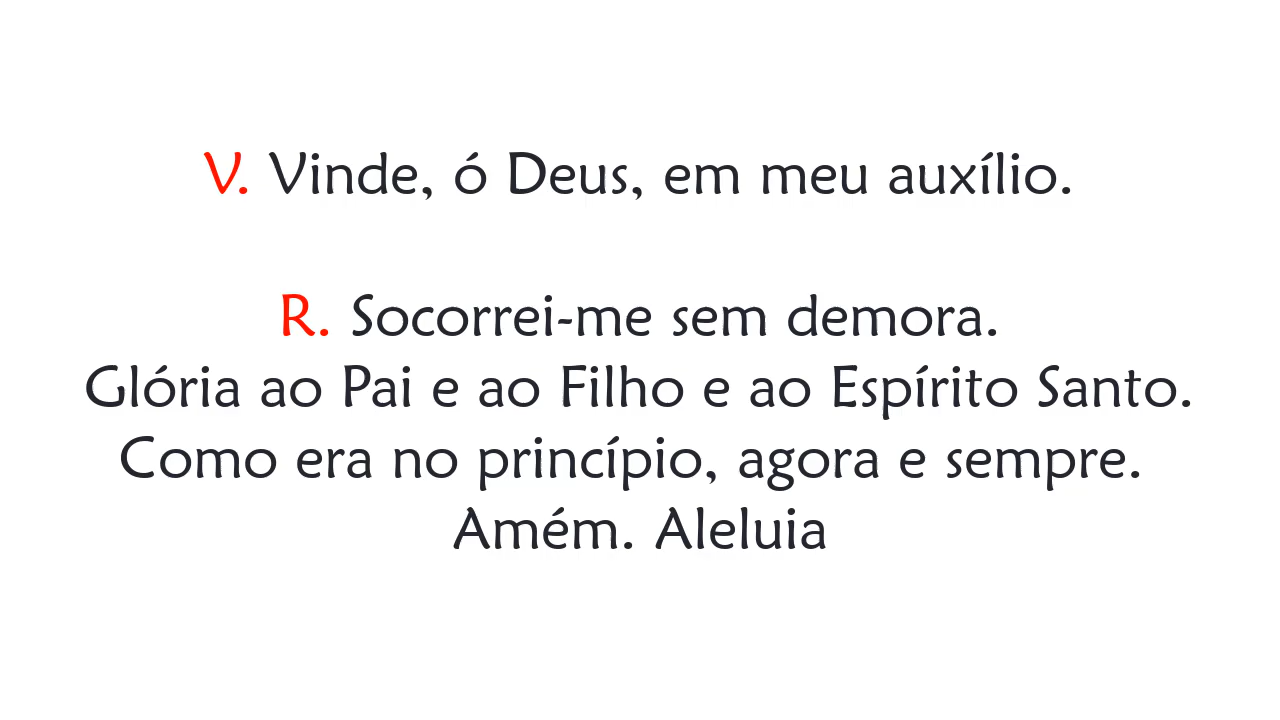 V. Vinde, ó Deus, em meu auxílio.
R. Socorrei-me sem demora.
Glória ao Pai e ao Filho e ao Espírito Santo.
Como era no princípio, agora e sempre.
Amém. Aleluia